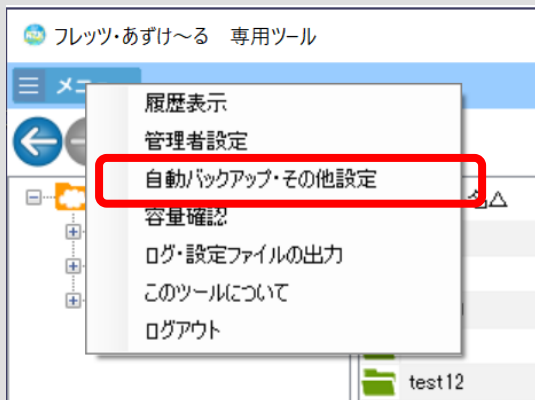 フレッツ・あずけ～る 専用ツール
履歴表示
管理者設定
自動バックアップ・その他設定
容量確認
ログ・設定ファイルの出力
このツールについて
ログアウト
test12